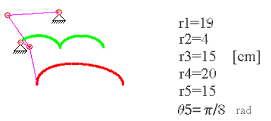 r1=19
r2=4
r3=15 [cm]
r4=20
r5=15
θ5= π/8 rad